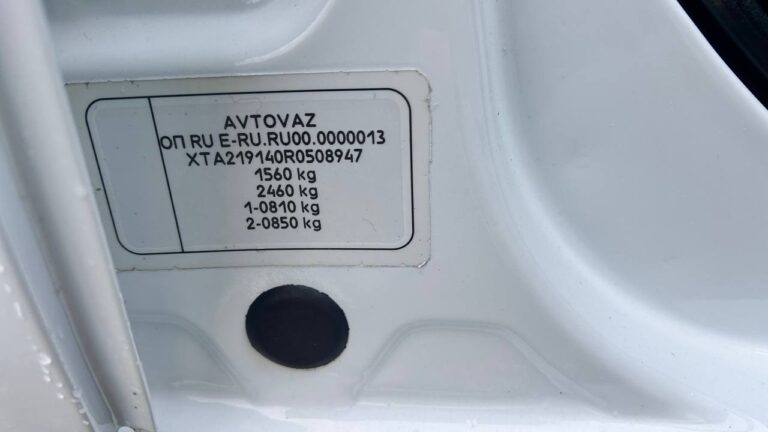 AVTOVAZ
ОП RU E-RU.RU00.0000013
XTA219140R0508947
1560 kg
2460 kg
1-0810 kg
2-0850 kg